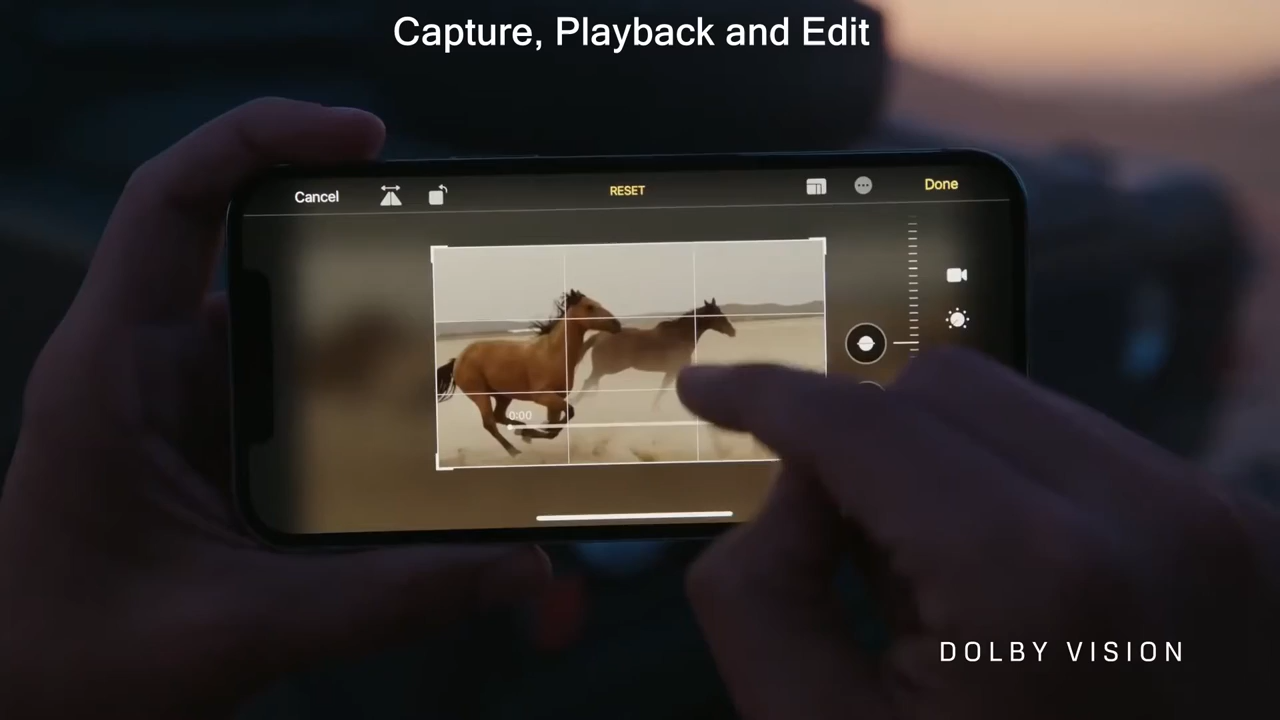 Capture, Playback and Edit
Cancel
RESET
Done
0:00
DOLBY VISION